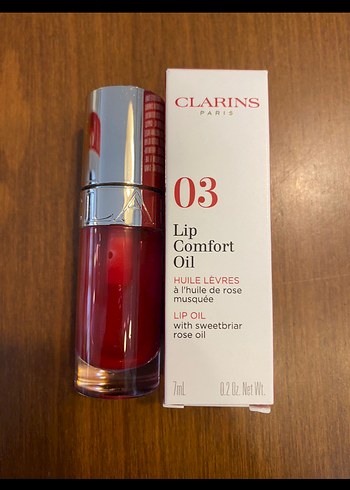 CLARINS
PARIS
03
Lip
Comfort
Oil
HUILE LÈVRES
à l'huile de rose
musquée
LIP OIL
with sweetbriar
rose oil
7mL 0.2 Oz. Net Wt.
LA